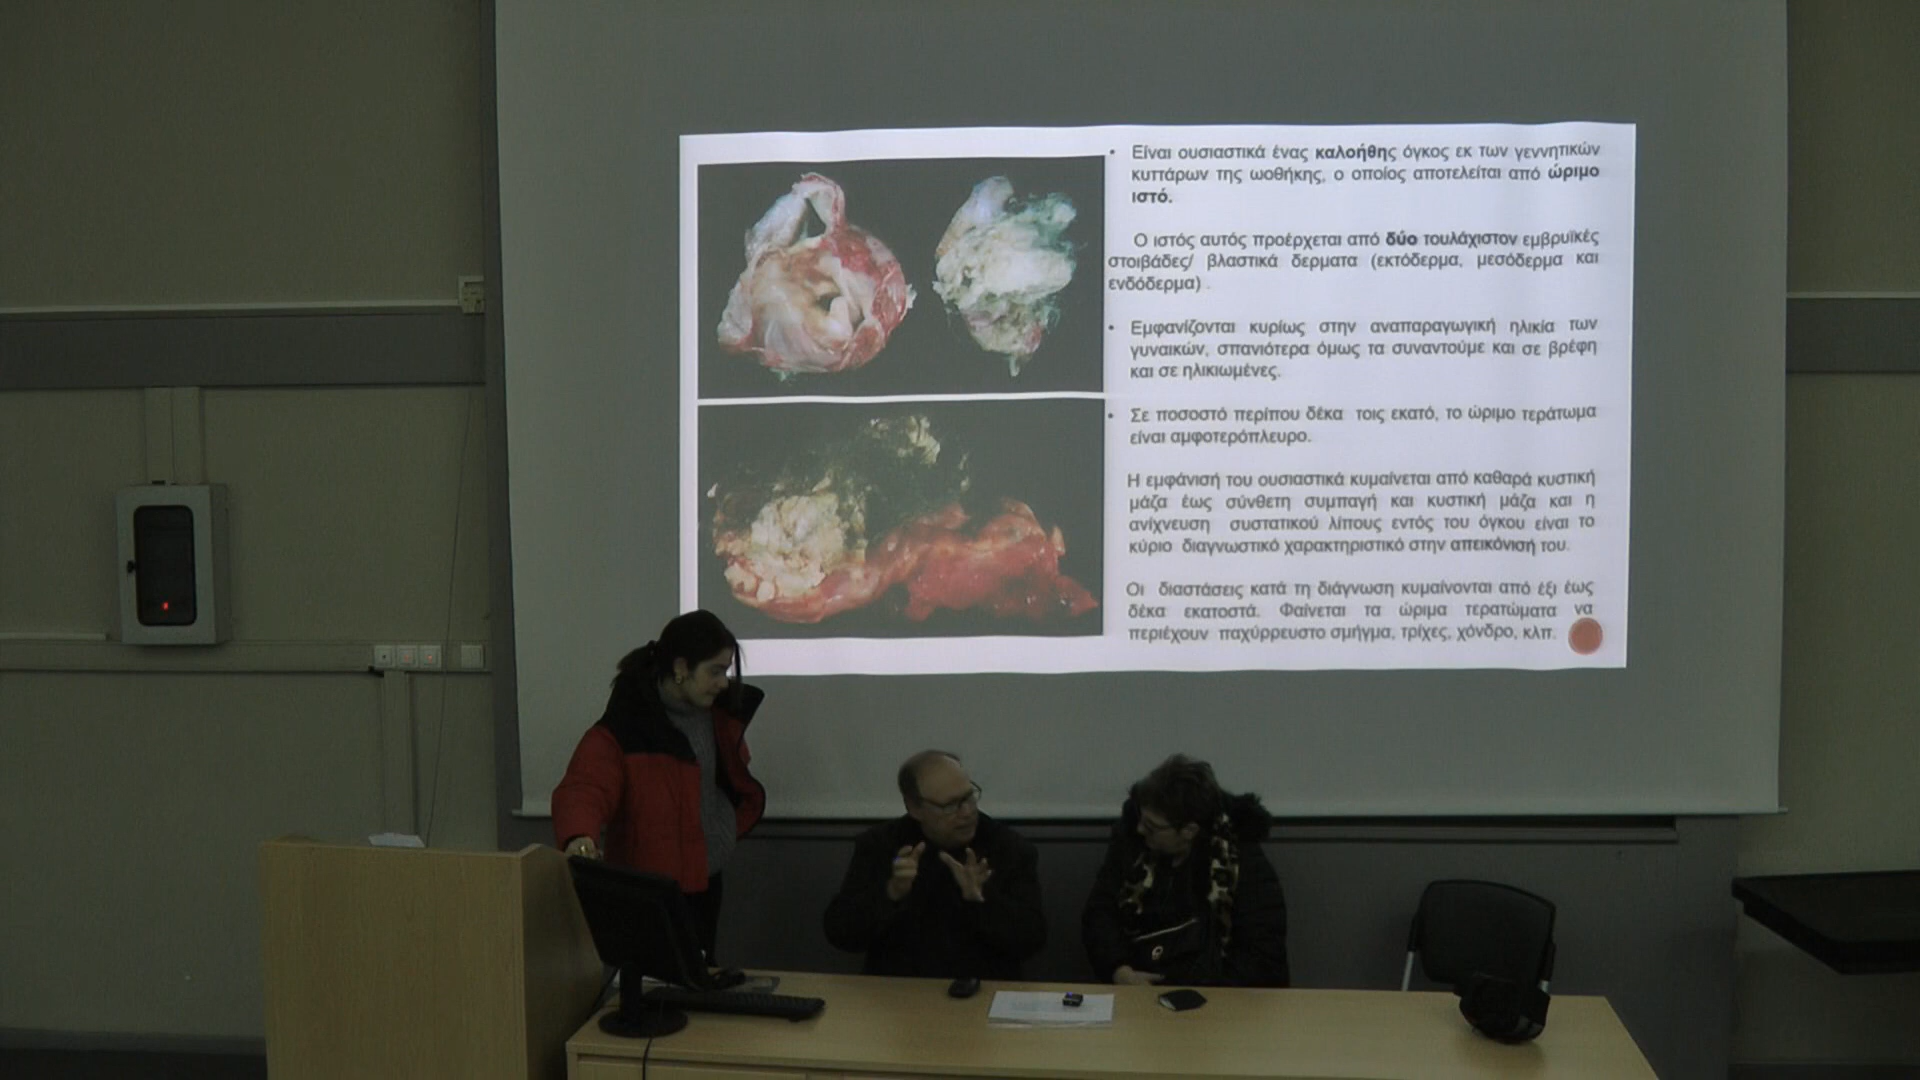 • Είναι ουσιαστικά ένας καλοήθης όγκος εκ των γεννητικών
κυττάρων της ωοθήκης, ο οποίος αποτελείται από ώριμο
ιστό.
Ο ιστός αυτός προέρχεται από δύο τουλάχιστον εμβρυϊκές
στοιβάδες/ βλαστικά δερματα (εκτόδερμα, μεσόδερμα και
ενδόδερμα) .
• Εμφανίζονται κυρίως στην αναπαραγωγική ηλικία των
γυναικών, σπανιότερα όμως τα συναντούμε και σε βρέφη
και σε ηλικιωμένες.
• Σε ποσοστό περίπου δέκα τοις εκατό, το ώριμο τεράτωμα
είναι αμφοτερόπλευρο.
Η εμφάνισή του ουσιαστικά κυμαίνεται από καθαρά κυστική
μάζα έως σύνθετη συμπαγή και κυστική μάζα και η
ανίχνευση συστατικού λίπους εντός του όγκου είναι το
κύριο διαγνωστικό χαρακτηριστικό στην απεικόνισή του.
Οι διαστάσεις κατά τη διάγνωση κυμαίνονται από έξι έως
δέκα εκατοστά. Φαίνεται τα ώριμα τερατώματα να
περιέχουν παχύρρευστο σμήγμα, τρίχες, χόνδρο, κλπ.